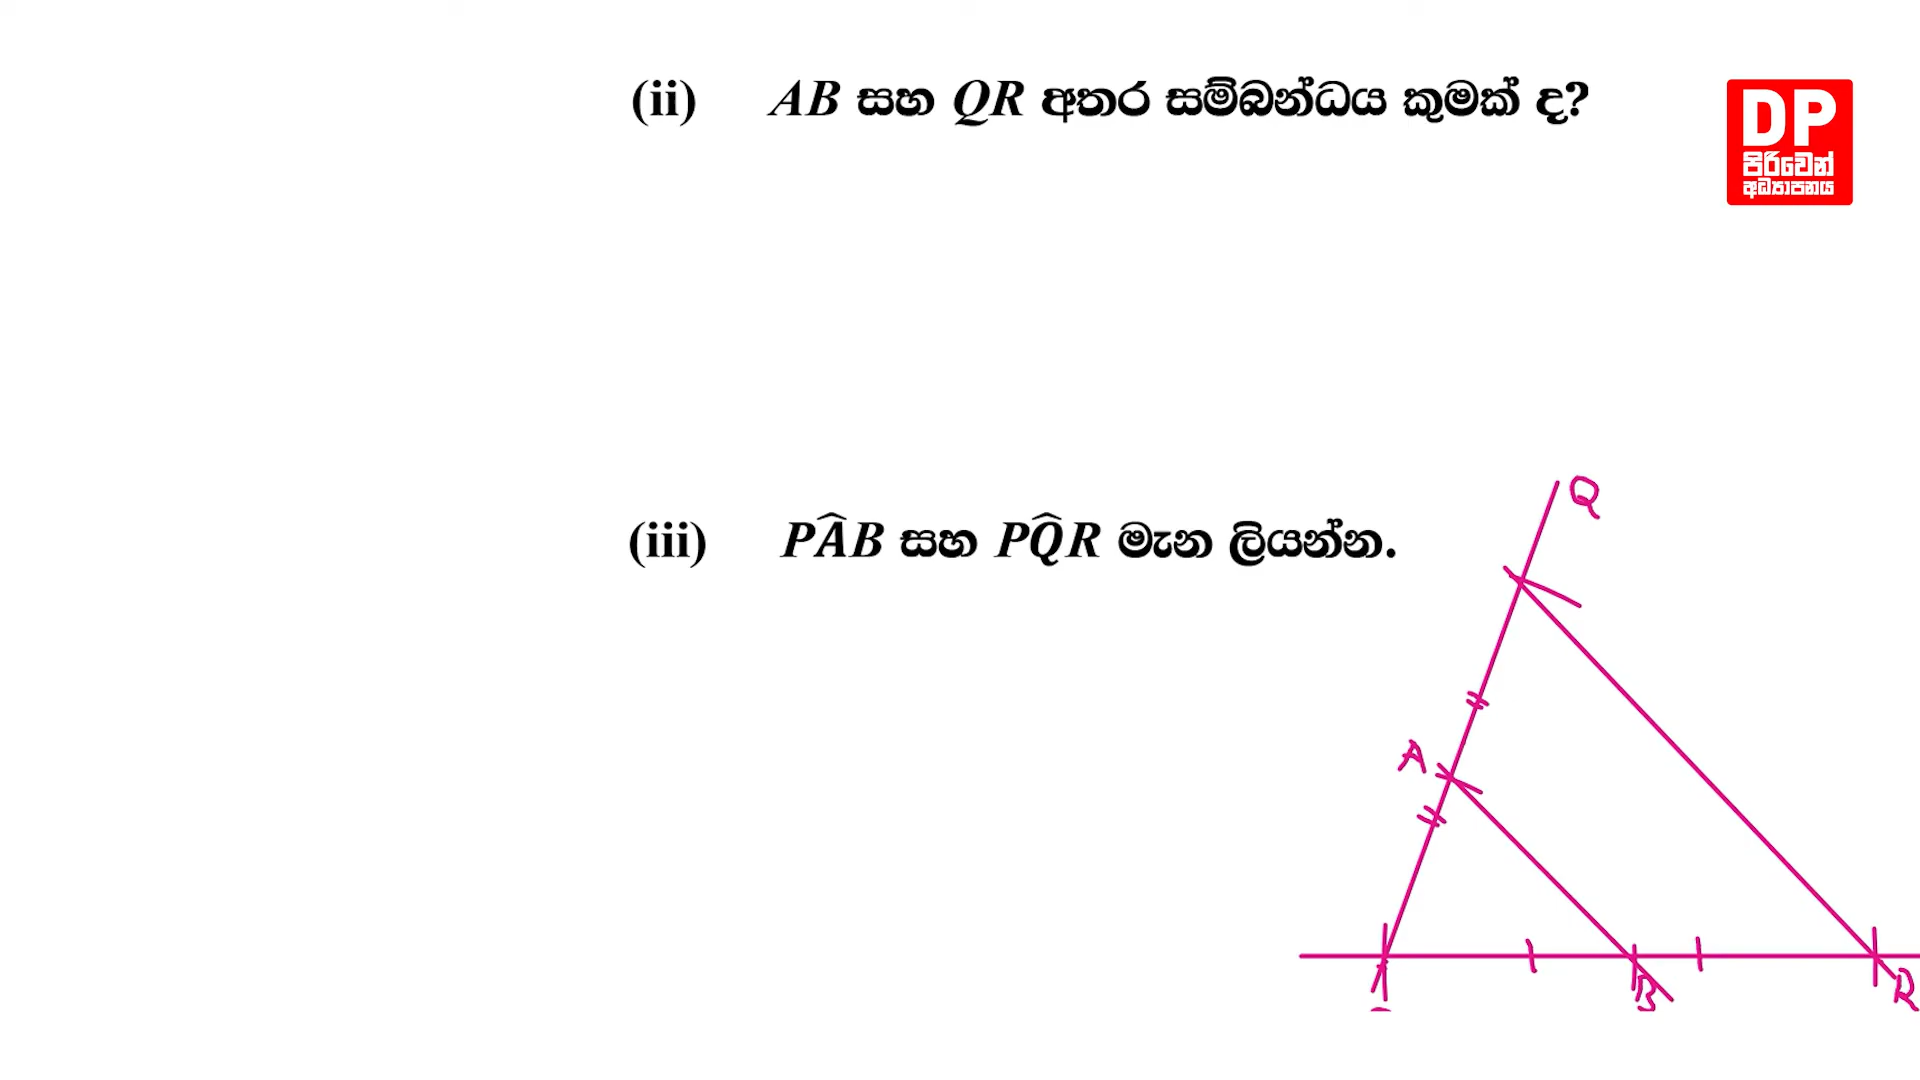 (ii) AB සහ QR අතර සම්බන්ධය කුමක් ද?
DP
පිරිවෙන්
අධ්‍යාපනය
(iii) PÂB සහ PQ̂R මැන ලියන්න.
Q
A
B
R